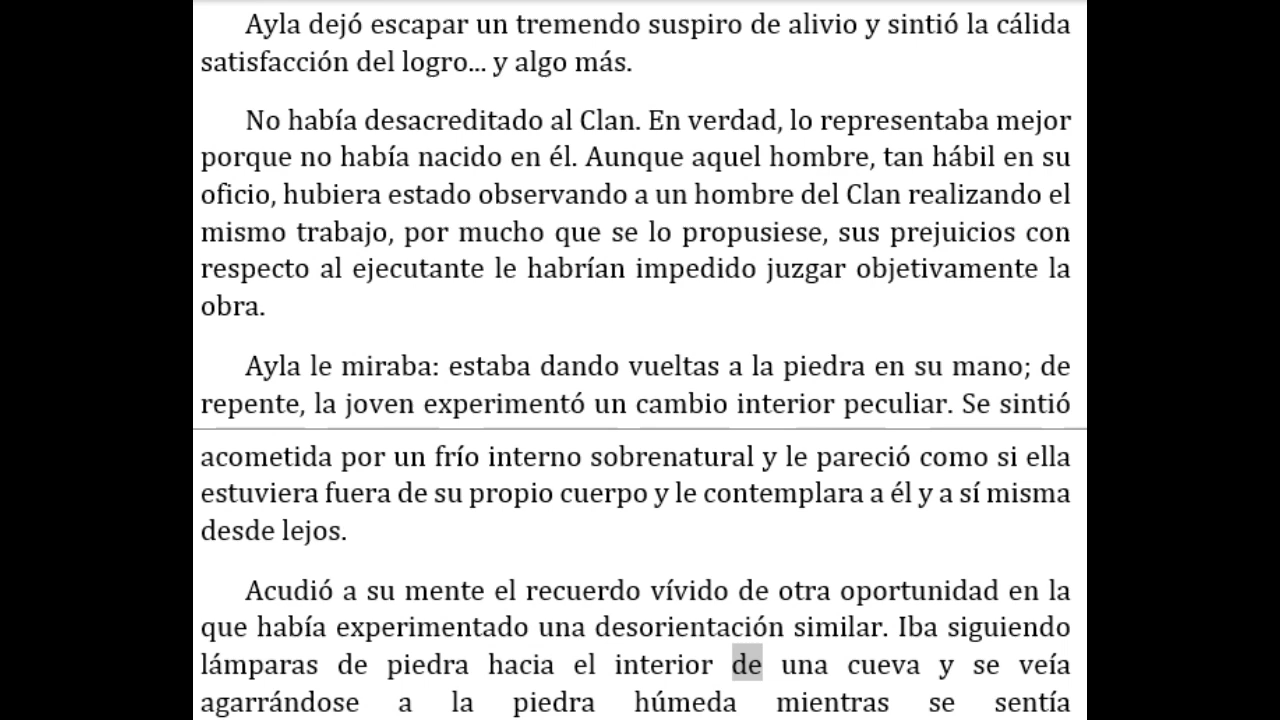 Ayla dejó escapar un tremendo suspiro de alivio y sintió la cálida
satisfacción del logro... y algo más.
No había desacreditado al Clan. En verdad, lo representaba mejor
porque no había nacido en él. Aunque aquel hombre, tan hábil en su
oficio, hubiera estado observando a un hombre del Clan realizando el
mismo trabajo, por mucho que se lo propusiese, sus prejuicios con
respecto al ejecutante le habrían impedido juzgar objetivamente la
obra.
Ayla le miraba: estaba dando vueltas a la piedra en su mano; de
repente, la joven experimentó un cambio interior peculiar. Se sintió
acometida por un frío interno sobrenatural y le pareció como si ella
estuviera fuera de su propio cuerpo y le contemplara a él y a sí misma
desde lejos.
Acudió a su mente el recuerdo vívido de otra oportunidad en la
que había experimentado una desorientación similar. Iba siguiendo
lámparas de piedra hacia el interior de una cueva y se veía
agarrándose a la piedra húmeda mientras se sentía